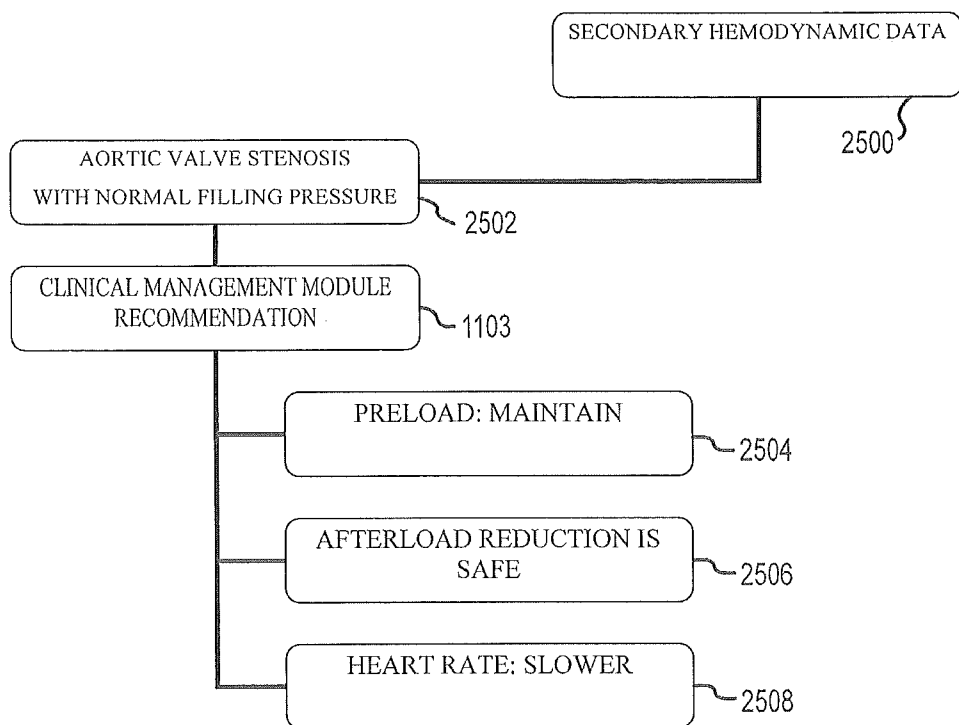 SECONDARY HEMODYNAMIC DATA
2500
AORTIC VALVE STENOSIS
WITH NORMAL FILLING PRESSURE
2502
CLINICAL MANAGEMENT MODULE
RECOMMENDATION
1103
PRELOAD: MAINTAIN
2504
AFTERLOAD REDUCTION IS
SAFE
2506
HEART RATE: SLOWER
2508